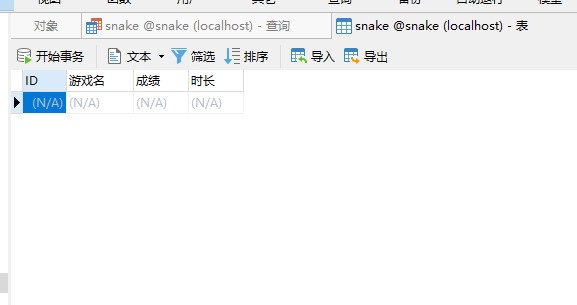 对象 snake @snake (localhost) - 查询 snake @snake (localhost) - 表
开始事务 文本 筛选 排序 导入 导出
ID 游戏名 成绩 时长
(N/A) (N/A) (N/A) (N/A)